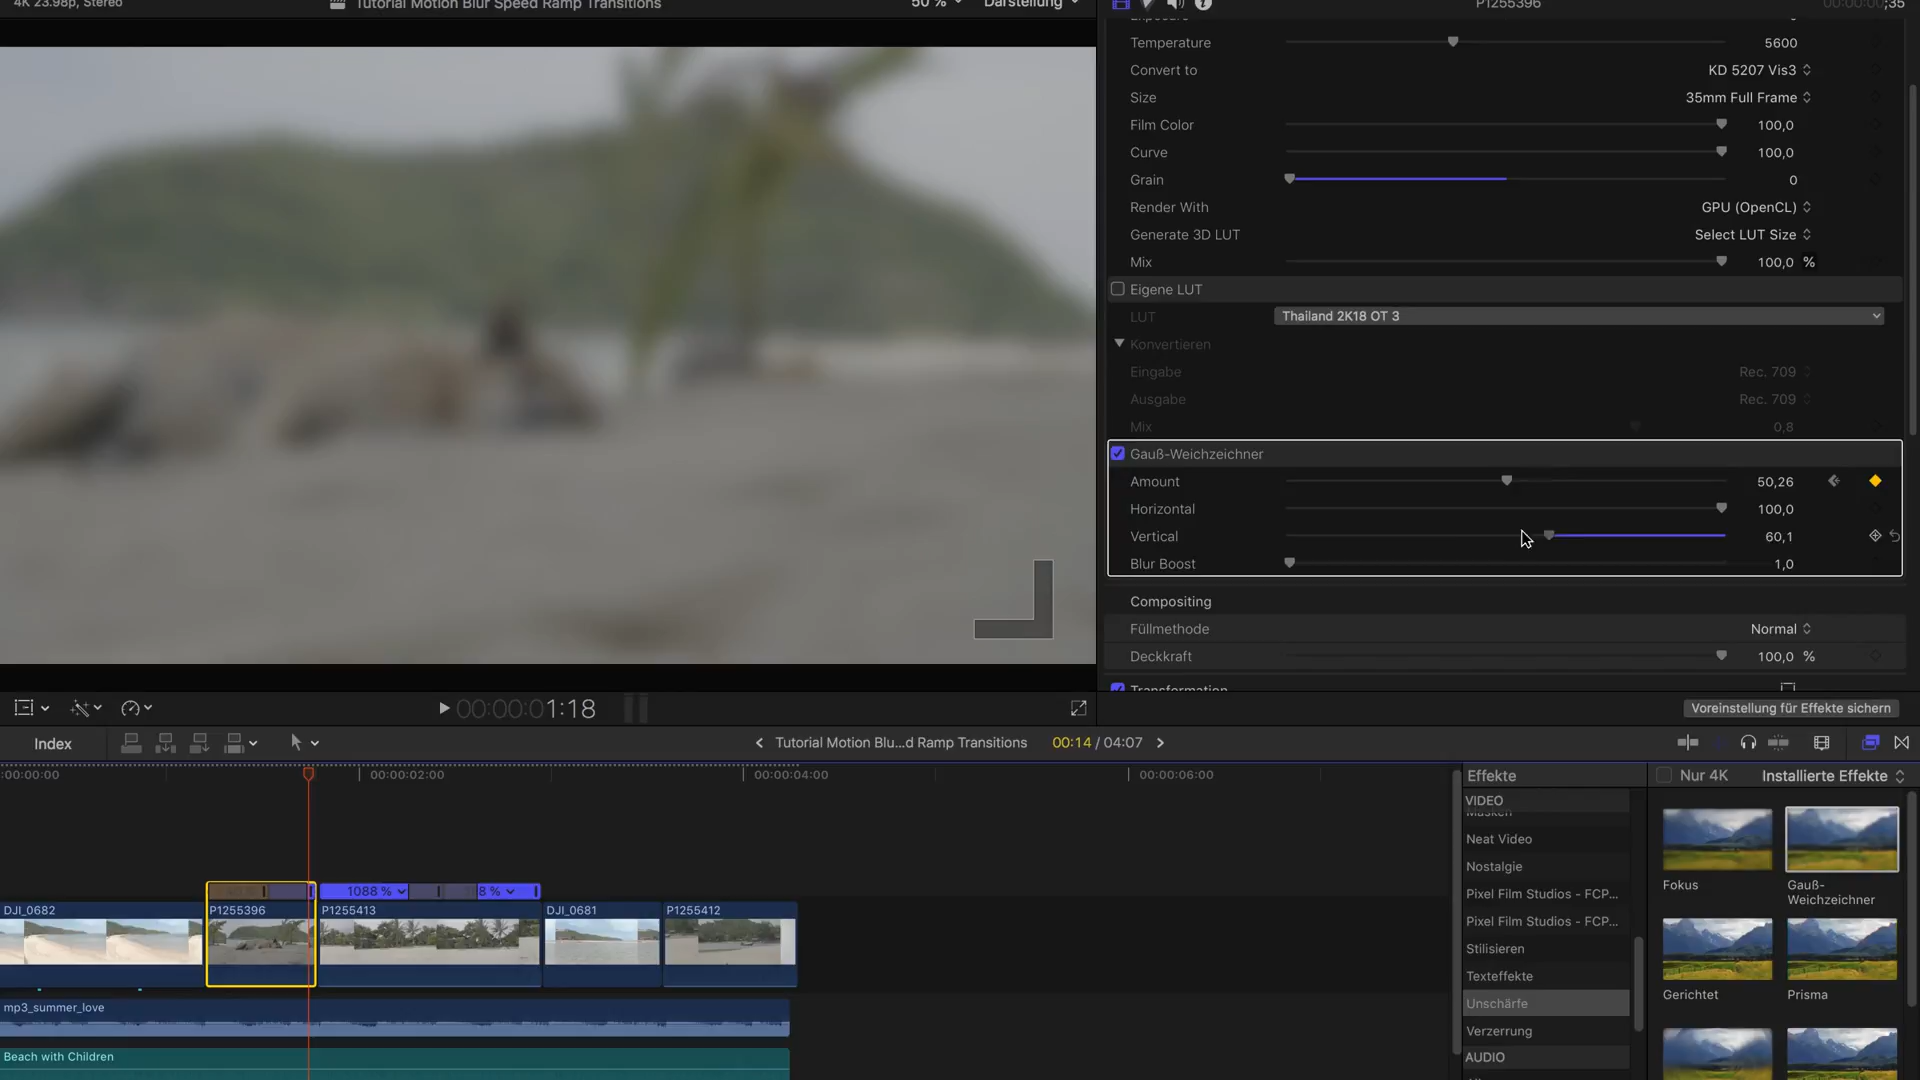 4K 23.98p, Stereo
Tutorial Motion Blur Speed Ramp Transitions
50 %
Darstellung
P1255396
00:00:00:00;35
Exposure
Temperature 5600
Convert to KD 5207 Vis3
Size 35mm Full Frame
Film Color 100,0
Curve 100,0
Grain 0
Render With GPU (OpenCL)
Generate 3D LUT Select LUT Size
Mix 100,0 %
Eigene LUT
LUT Thailand 2K18 OT 3
Konvertieren
Eingabe Rec. 709
Ausgabe Rec. 709
Mix 0,8
Gauß-Weichzeichner
Amount 50,26
Horizontal 100,0
Vertical 60,1
Blur Boost 1,0
Compositing
Füllmethode Normal
Deckkraft 100,0 %
Transformation
00:00:01:18
Voreinstellung für Effekte sichern
Index
Tutorial Motion Blu...d Ramp Transitions
00:14 / 04:07
:00:00:00
00:00:02:00
00:00:04:00
00:00:06:00
1088 %
8 %
DJI_0682
P1255396
P1255413
DJI_0681
P1255412
mp3_summer_love
Beach with Children
Effekte
Nur 4K
Installierte Effekte
VIDEO
Masken
Neat Video
Nostalgie
Pixel Film Studios - FCP...
Pixel Film Studios - FCP...
Stilisieren
Texteffekte
Unschärfe
Verzerrung
AUDIO
Fokus
Gauß-
Weichzeichner
Gerichtet
Prisma